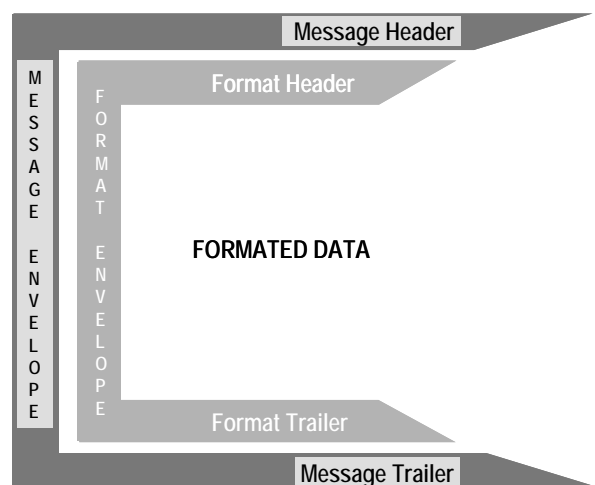 Message Header
MESSAGE ENVELOPE
Format Header
FORMAT ENVELOPE
FORMATED DATA
Format Trailer
Message Trailer